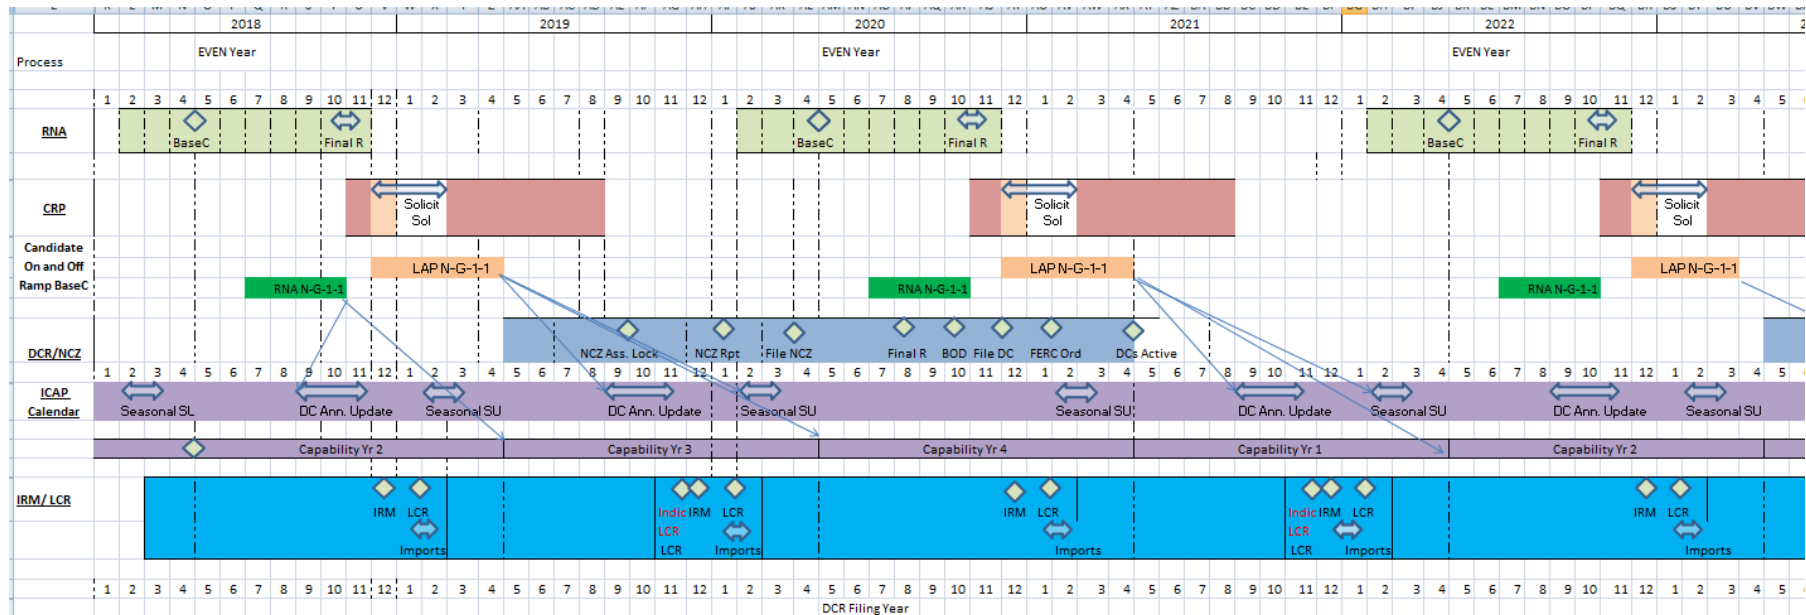 2018 2019 2020 2021 2022
EVEN Year EVEN Year EVEN Year
Process
1 2 3 4 5 6 7 8 9 10 11 12 1 2 3 4 5 6 7 8 9 10 11 12 1 2 3 4 5 6 7 8 9 10 11 12 1 2 3 4 5 6 7 8 9 10 11 12 1 2 3 4 5 6 7 8 9 10 11 12 1 2 3 4 5
RNA
BaseC Final R BaseC Final R BaseC Final R
CRP
Solicit Solicit Solicit
Sol Sol Sol
Candidate
On and Off
LAP N-G-1-1 LAP N-G-1-1 LAP N-G-1-1
Ramp BaseC
RNA N-G-1-1 RNA N-G-1-1 RNA N-G-1-1
DCR/NCZ
NCZ Ass. Lock NCZ Rpt File NCZ Final R BOD File DC FERC Ord DCs Active
1 2 3 4 5 6 7 8 9 10 11 12 1 2 3 4 5 6 7 8 9 10 11 12 1 2 3 4 5 6 7 8 9 10 11 12 1 2 3 4 5 6 7 8 9 10 11 12 1 2 3 4 5 6 7 8 9 10 11 12 1 2 3 4 5
ICAP
Calendar
Seasonal SU DC Ann. Update Seasonal SU DC Ann. Update Seasonal SU Seasonal SU DC Ann. Update Seasonal SU DC Ann. Update Seasonal SU
Capability Yr 2 Capability Yr 3 Capability Yr 4 Capability Yr 1 Capability Yr 2
IRM/ LCR
IRM LCR Indic IRM LCR IRM LCR Indic IRM LCR IRM LCR
LCR LCR
Imports LCR Imports Imports LCR Imports Imports
1 2 3 4 5 6 7 8 9 10 11 12 1 2 3 4 5 6 7 8 9 10 11 12 1 2 3 4 5 6 7 8 9 10 11 12 1 2 3 4 5 6 7 8 9 10 11 12 1 2 3 4 5 6 7 8 9 10 11 12 1 2 3 4 5
DCR Filing Year